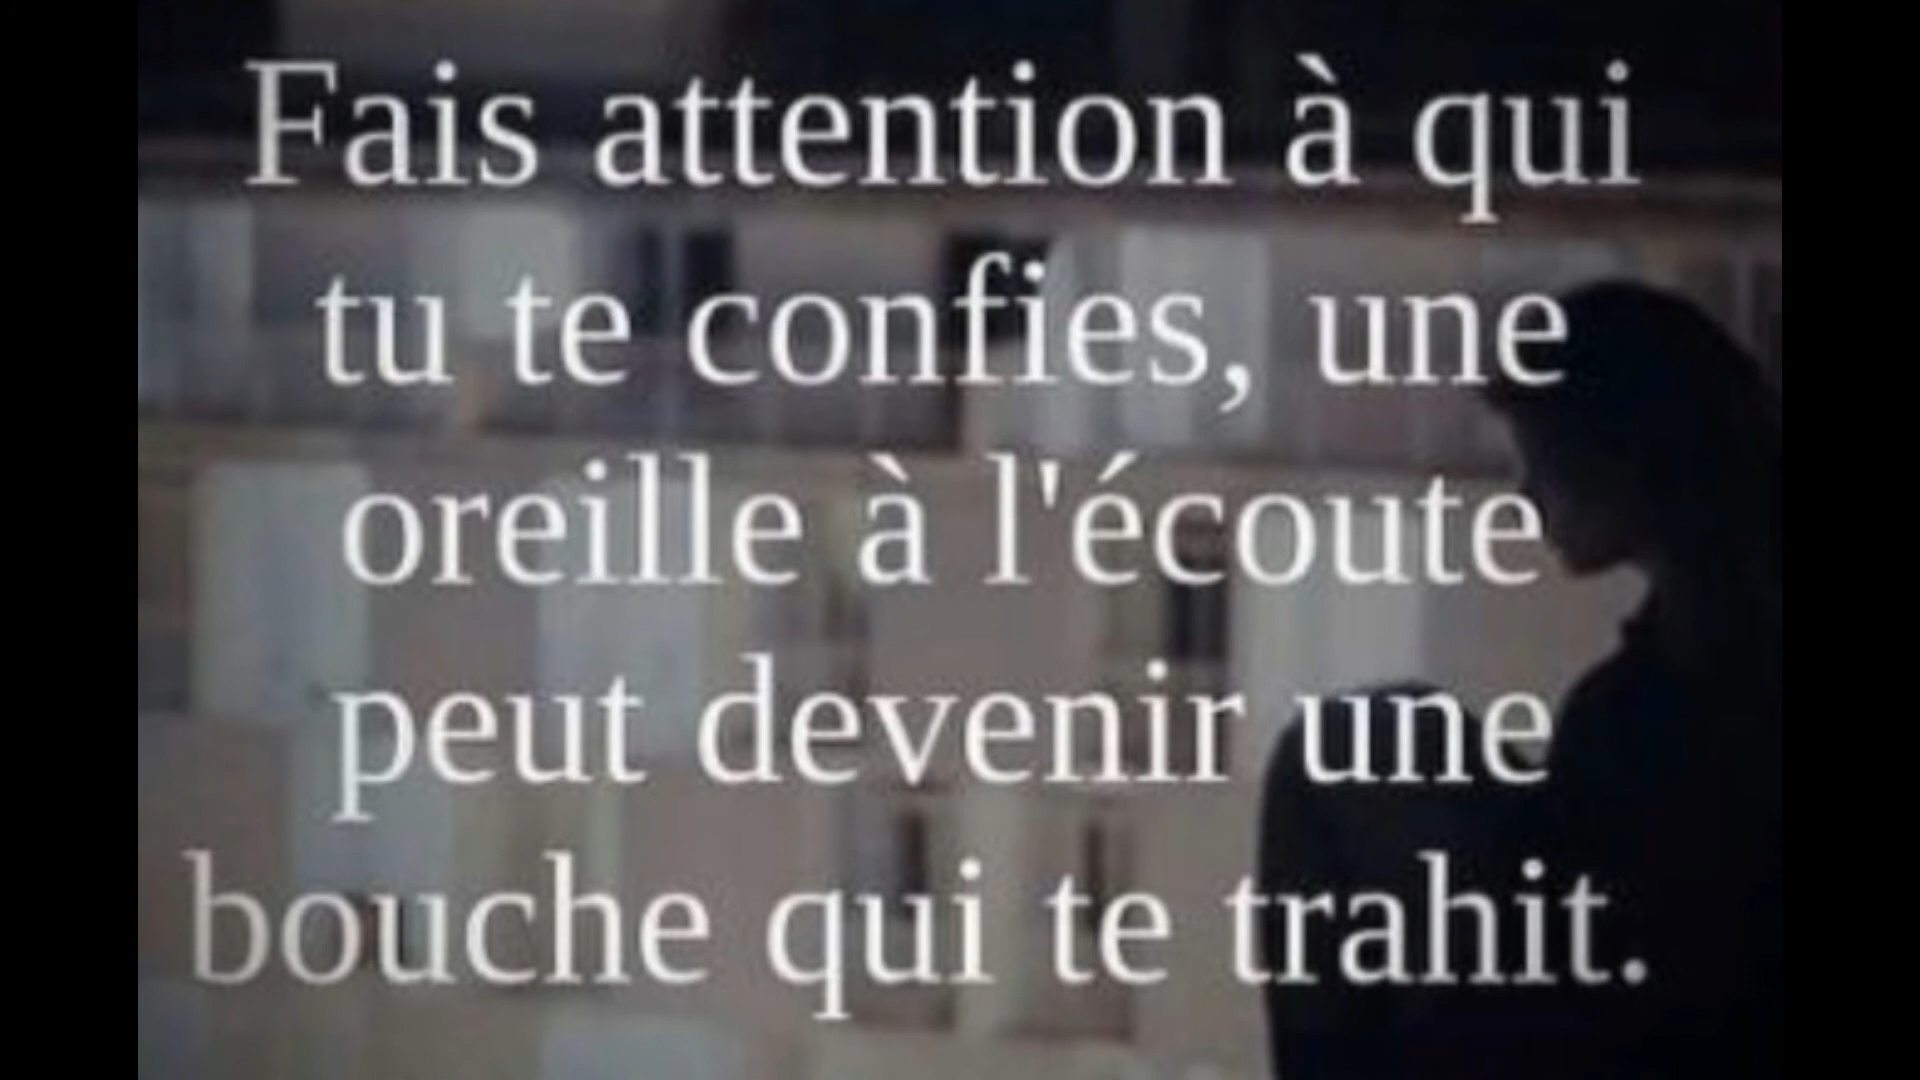 Fais attention à qui
tu te confies, une
oreille à l'écoute
peut devenir une
bouche qui te trahit.